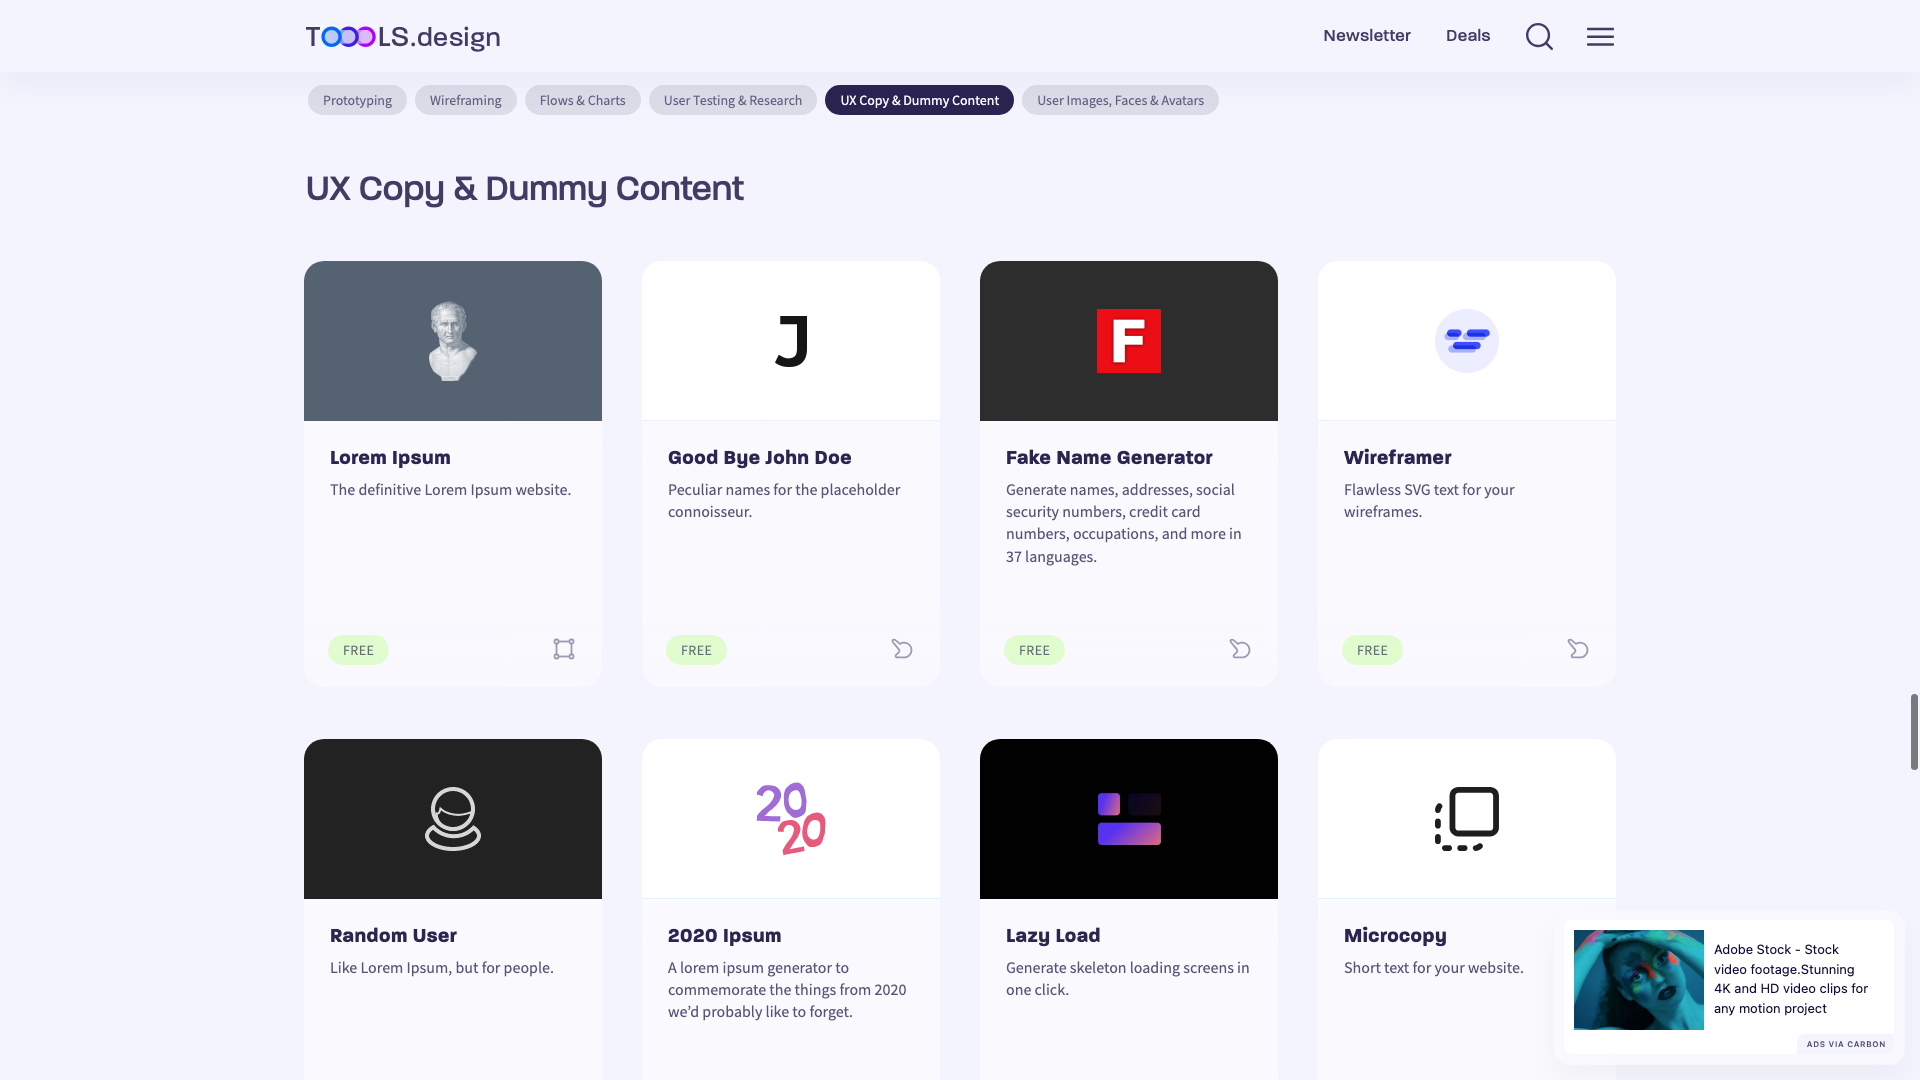 TOOOLS.design
Newsletter
Deals
Prototyping
Wireframing
Flows & Charts
User Testing & Research
UX Copy & Dummy Content
User Images, Faces & Avatars
UX Copy & Dummy Content
J
F
Lorem Ipsum
The definitive Lorem Ipsum website.
FREE
Good Bye John Doe
Peculiar names for the placeholder
connoisseur.
FREE
Fake Name Generator
Generate names, addresses, social
security numbers, credit card
numbers, occupations, and more in
37 languages.
FREE
Wireframer
Flawless SVG text for your
wireframes.
FREE
20
20
Random User
Like Lorem Ipsum, but for people.
2020 Ipsum
A lorem ipsum generator to
commemorate the things from 2020
we'd probably like to forget.
Lazy Load
Generate skeleton loading screens in
one click.
Microcopy
Short text for your website.
Adobe Stock - Stock
video footage.Stunning
4K and HD video clips for
any motion project
ADS VIA CARBON